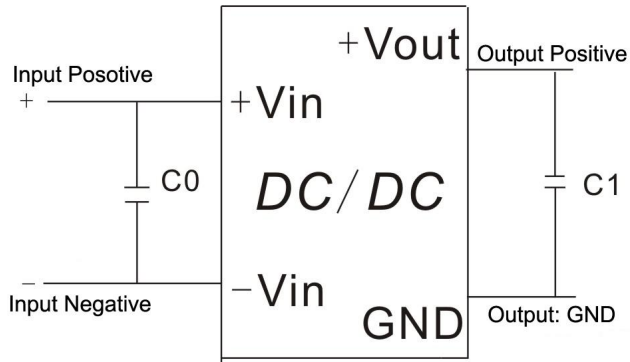 +Vout
Output Positive
Input Posotive
+
+Vin
C0
DC/DC
C1
−
−Vin
Input Negative
GND
Output: GND